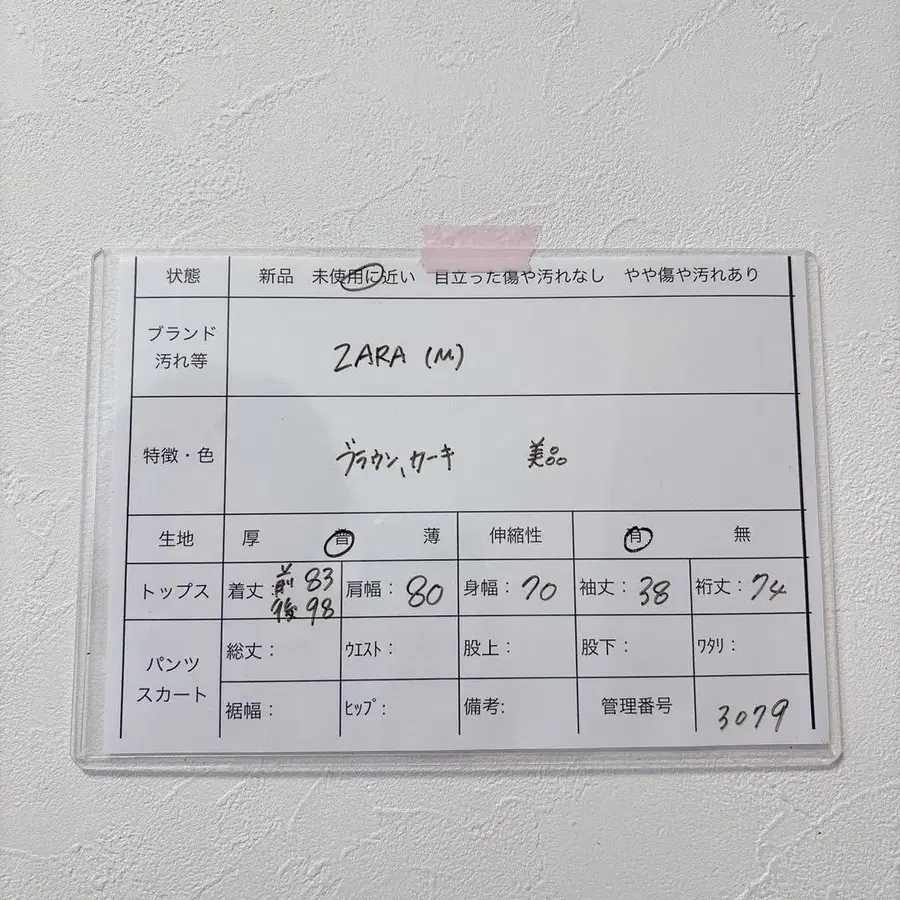 状態 新品 未使用に近い 目立った傷や汚れなし やや傷や汚れあり
ブランド
汚れ等
ZARA (M)
特徴・色 ブラウン、カーキ 美品
生地 厚 普 薄 伸縮性 有 無
トップス 着丈: 前 83 肩幅: 80 身幅: 70 袖丈: 38 裄丈: 74
後 98
パンツ
スカート
総丈: ウエスト: 股上: 股下: ワタリ:
裾幅: ヒップ: 備考: 管理番号 3079